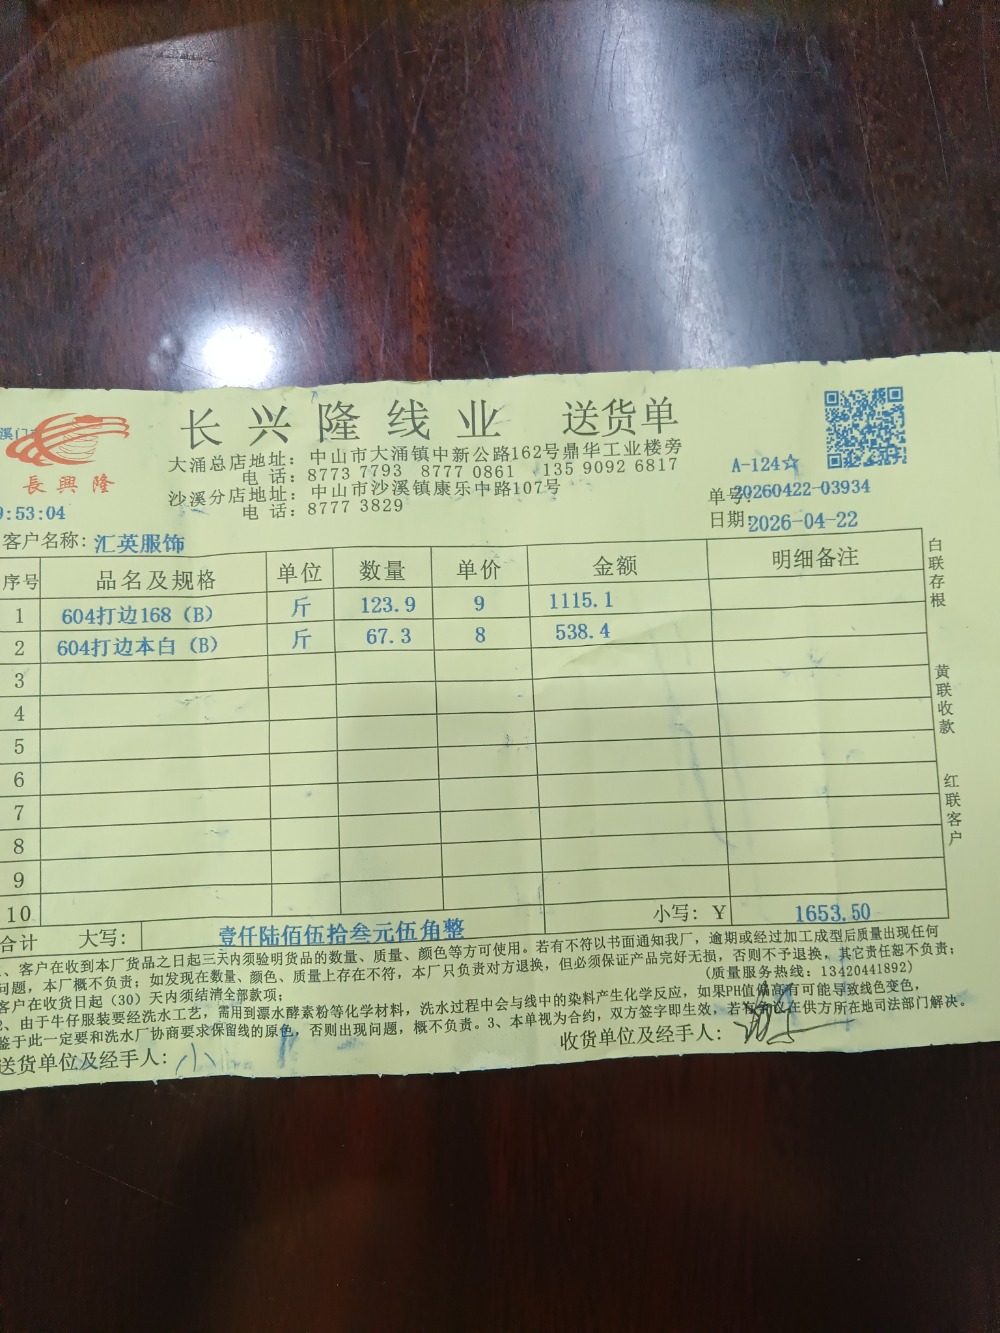 长兴隆线业 送货单
長興隆
大涌总店地址：中山市大涌镇中新公路162号鼎华工业楼旁
电 话：8773 7793 8770 0861 135 9092 6817
沙溪分店地址：中山市沙溪镇康乐中路107号
电 话：8777 3829
A-124☆
单号：20260422-03934
日期：2026-04-22
9:53:04
客户名称：汇英服饰
序号 品名及规格 单位 数量 单价 金额 明细备注
1 604打边168（B） 斤 123.9 9 1115.1
2 604打边本白（B） 斤 67.3 8 538.4
3
4
5
6
7
8
9
10
合计 大写：壹仟陆佰伍拾叁元伍角整 小写：Y 1653.50
白联存根
黄联收款
红联客户
、客户在收到本厂货品之日起三天内须验明货品的数量、质量、颜色等方可使用。若有不符以书面通知我厂，逾期或经过加工成型后质量出现任何
问题，本厂概不负责；如发现在数量、颜色、质量上存在不符，本厂只负责对方退换，但必须保证产品完好无损，否则不予退换，其它责任恕不负责；
客户在收货日起（30）天内须结清全部款项； （质量服务热线：13420441892）
2、由于牛仔服装要经洗水工艺，需用到漂水酵素粉等化学材料，洗水过程中会与线中的染料产生化学反应，如果PH值偏高有可能导致线色变色，
鉴于此一定要和洗水厂协商要求保留线的原色，否则出现问题，概不负责。3、本单视为合约，双方签字即生效，若有争议在供方所在地司法部门解决。
送货单位及经手人：小
收货单位及经手人：